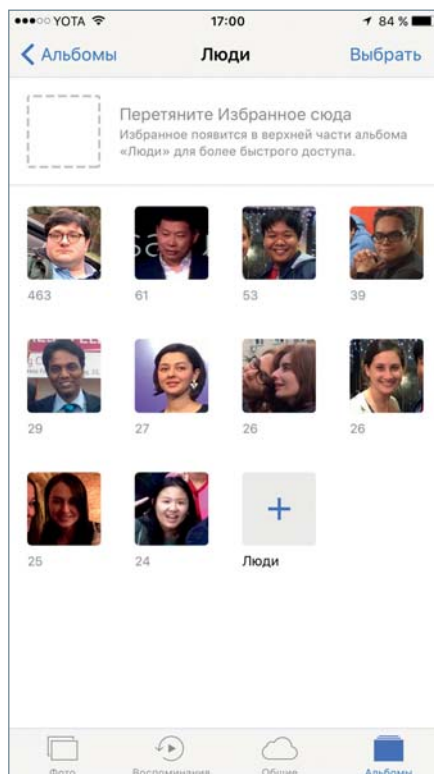 YOTA 17:00 84 %
Альбомы Люди Выбрать
Перетяните Избранное сюда
Избранное появится в верхней части альбома
«Люди» для более быстрого доступа.
463 61 53 39
29 27 26 26
25 24 Люди
Фото Воспоминания Общие Альбомы